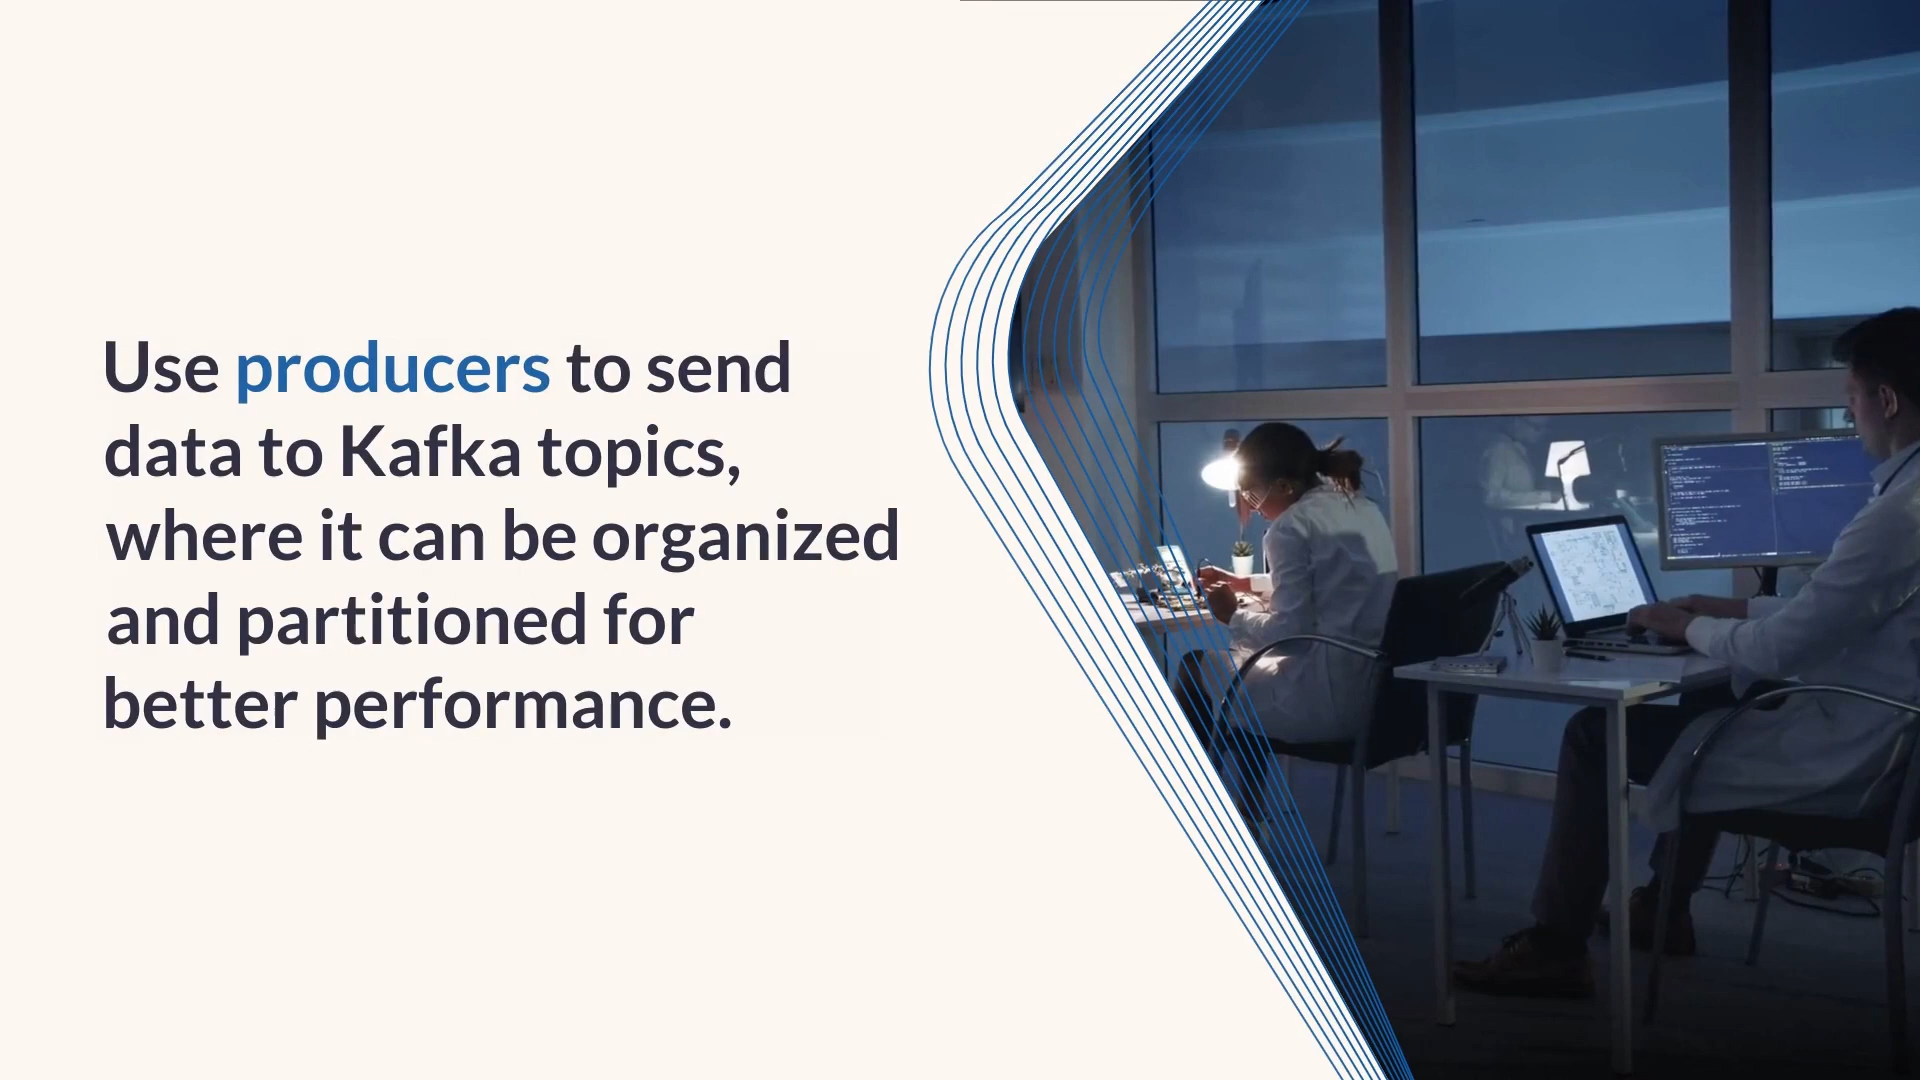 Use producers to send
data to Kafka topics,
where it can be organized
and partitioned for
better performance.